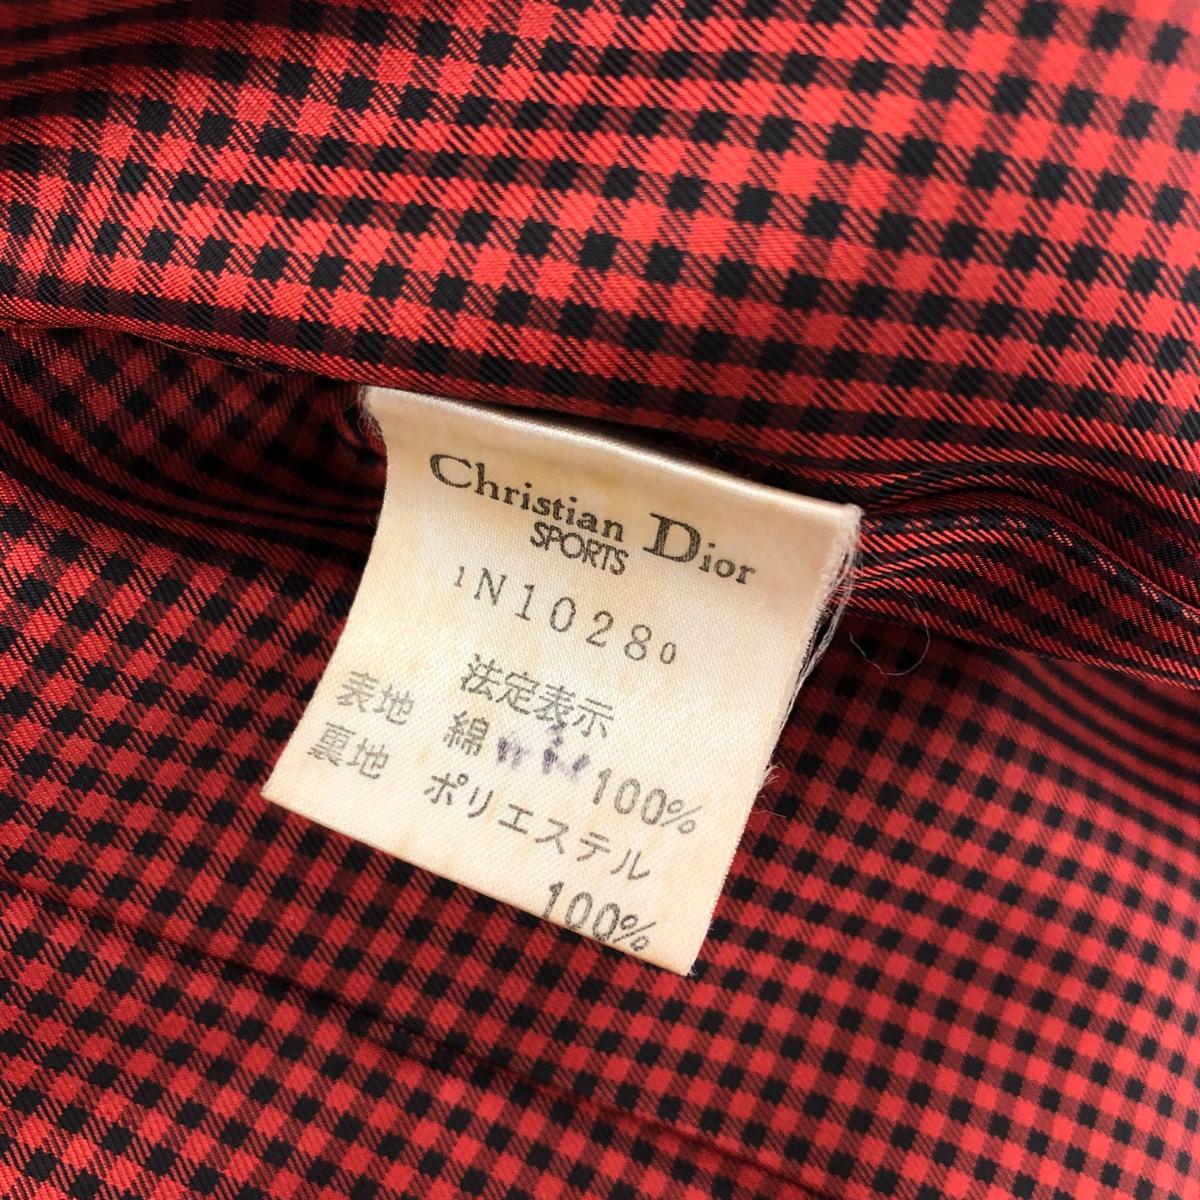 Christian Dior
SPORTS
1N10280
法定表示
表地 綿 100%
裏地 ポリエステル
100%